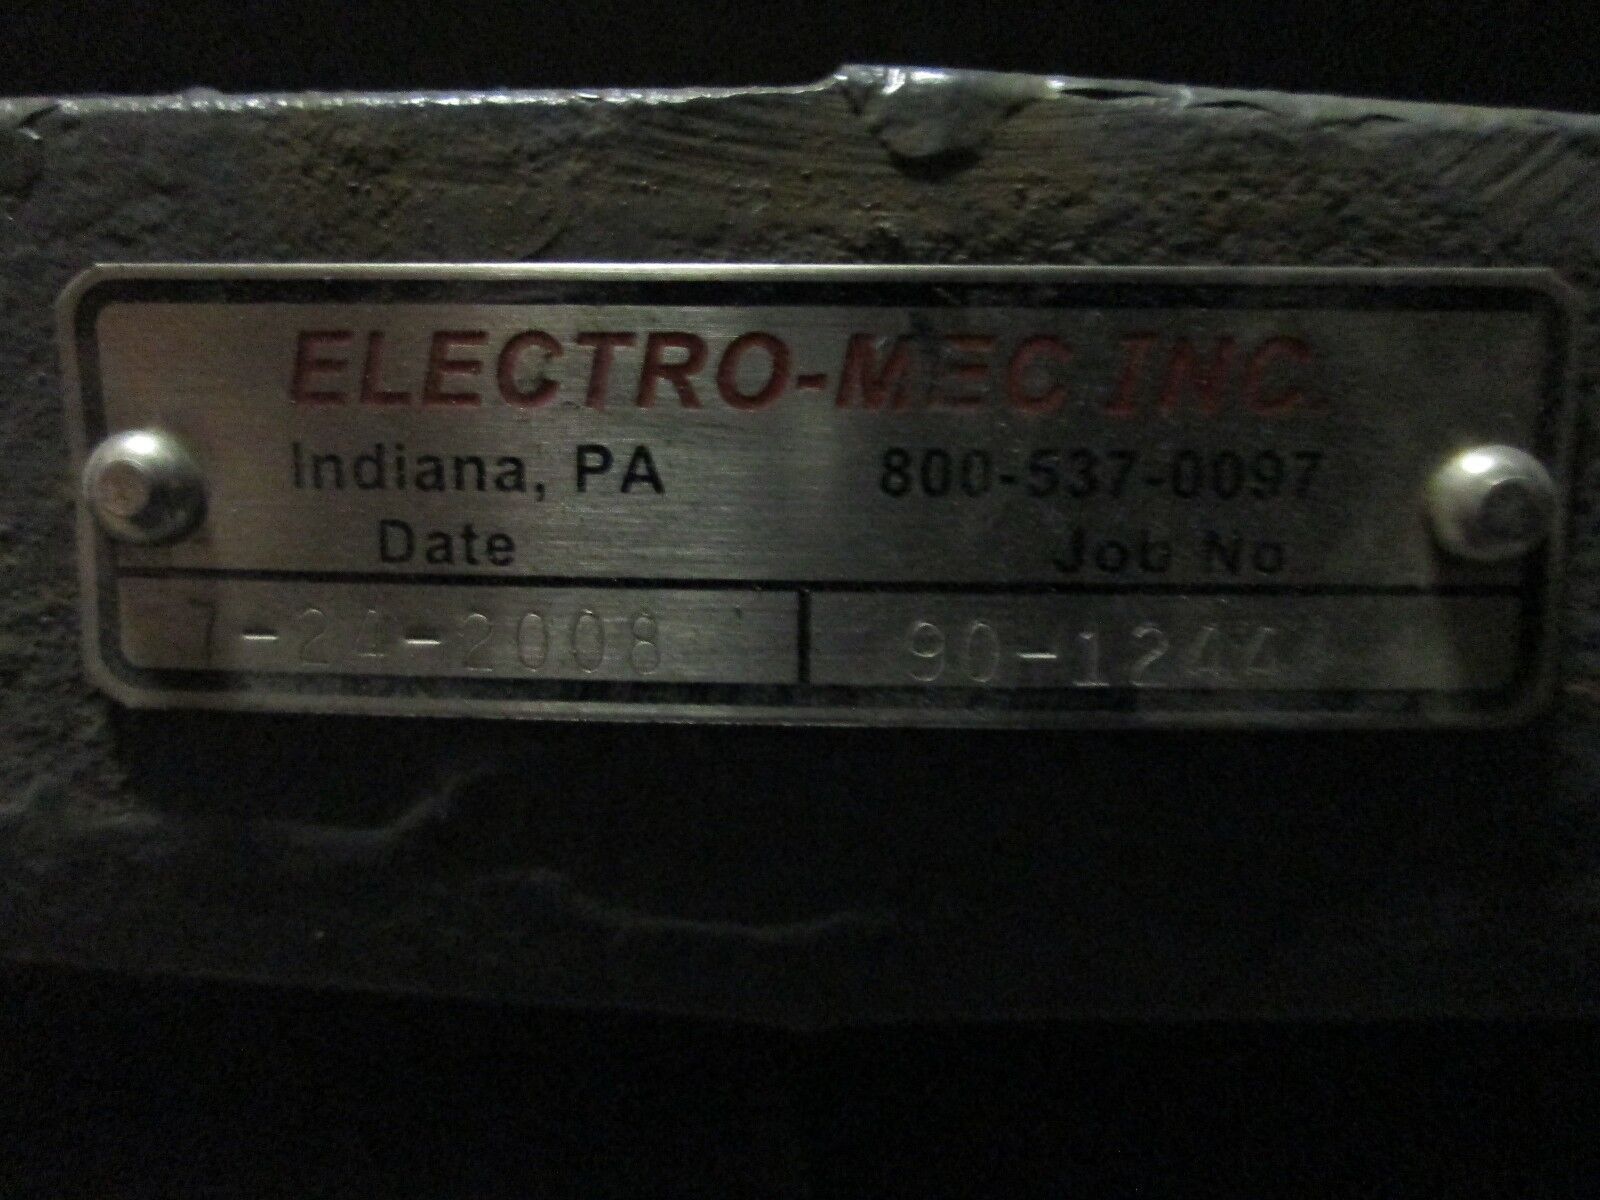 ELECTRO-MEC INC.
Indiana, PA 800-537-0097
Date Job No
7-24-2008 90-1244